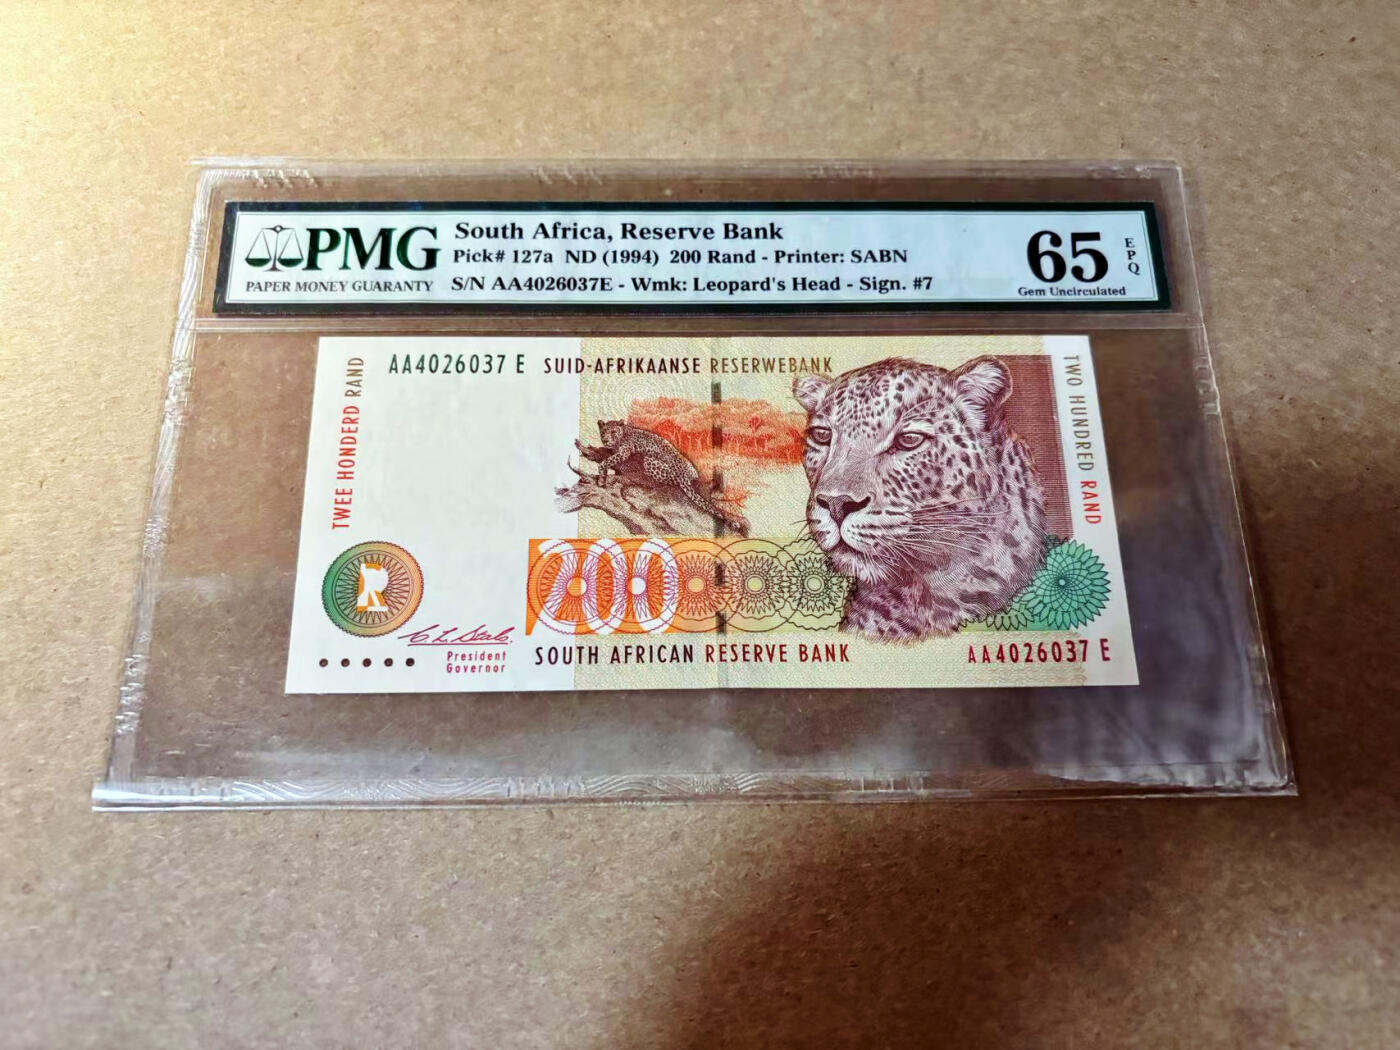 PMG
PAPER MONEY GUARANTY
South Africa, Reserve Bank
Pick# 127a ND (1994) 200 Rand - Printer: SABN
S/N AA4026037E - Wmk: Leopard's Head - Sign. #7
65
EPQ
Gem Uncirculated
TWEE HONDERD RAND
AA4026037 E
SUID-AFRIKAANSE RESERWEBANK
TWO HUNDRED RAND
R
200
C L Stals.
President
Governor
SOUTH AFRICAN RESERVE BANK
AA4026037 E